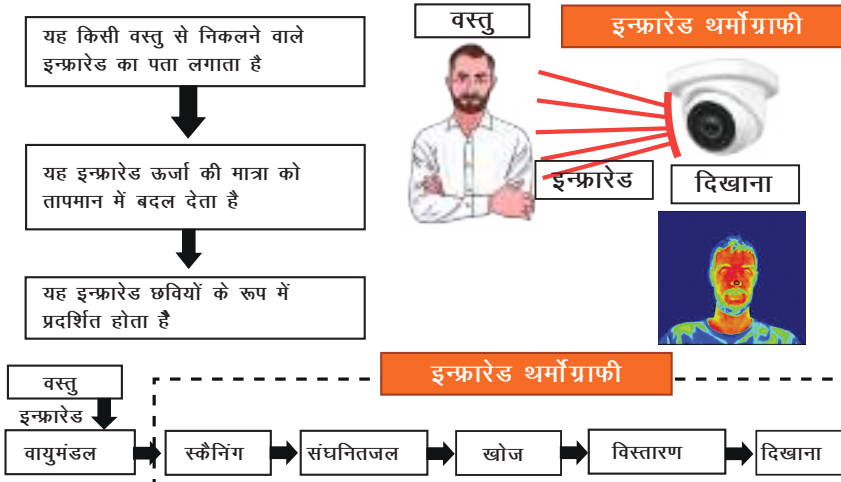 यह किसी वस्तु से निकलने वाले
इन्फ्रारेड का पता लगाता है
यह इन्फ्रारेड ऊर्जा की मात्रा को
तापमान में बदल देता है
यह इन्फ्रारेड छवियों के रूप में
प्रदर्शित होता है
वस्तु
इन्फ्रारेड थर्मोग्राफी
इन्फ्रारेड
दिखाना
इन्फ्रारेड थर्मोग्राफी
वस्तु
इन्फ्रारेड
वायुमंडल
स्कैनिंग
संघनितजल
खोज
विस्तारण
दिखाना